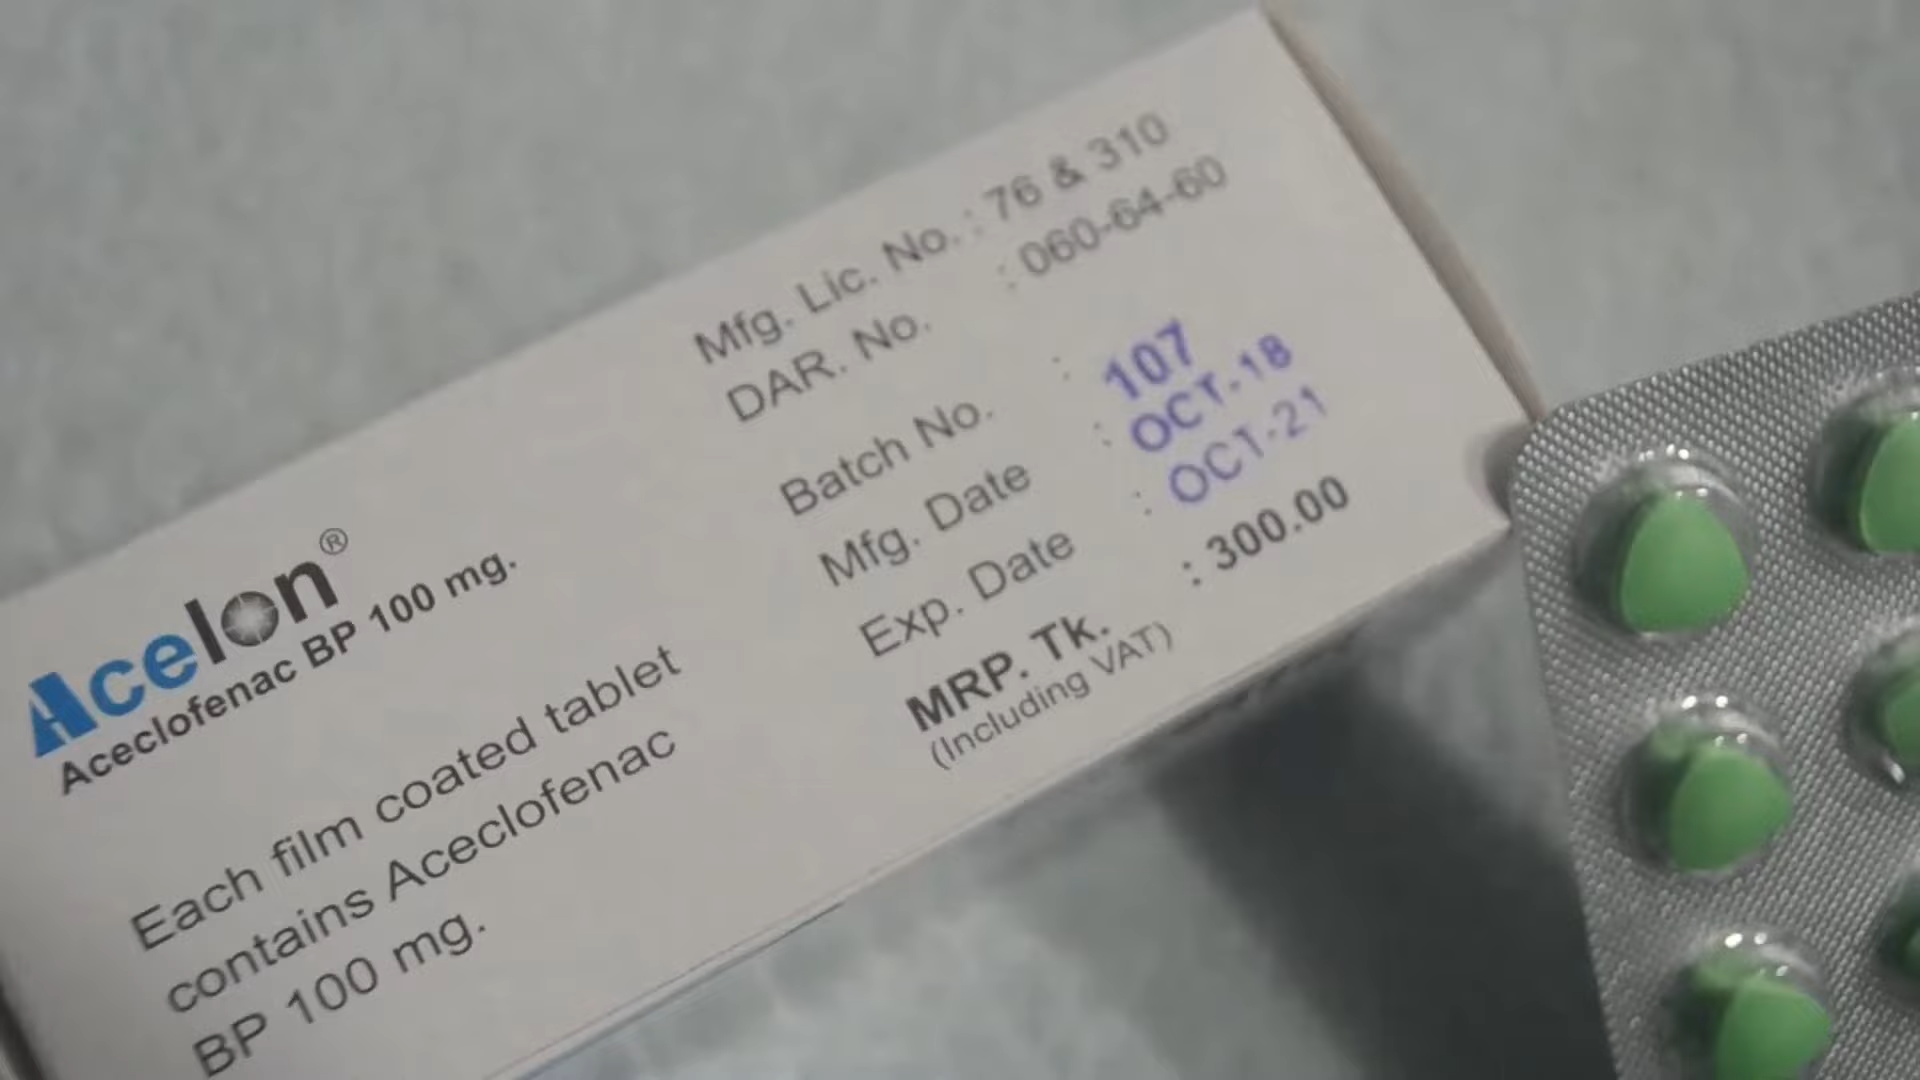 Acelon®
Aceclofenac BP 100 mg.
Each film coated tablet
contains Aceclofenac
BP 100 mg.
Mfg. Lic. No. : 76 & 310
DAR. No. : 060-64-60
Batch No. : 107
Mfg. Date : OCT-18
Exp. Date : OCT-21
MRP. Tk. : 300.00
(Including VAT)